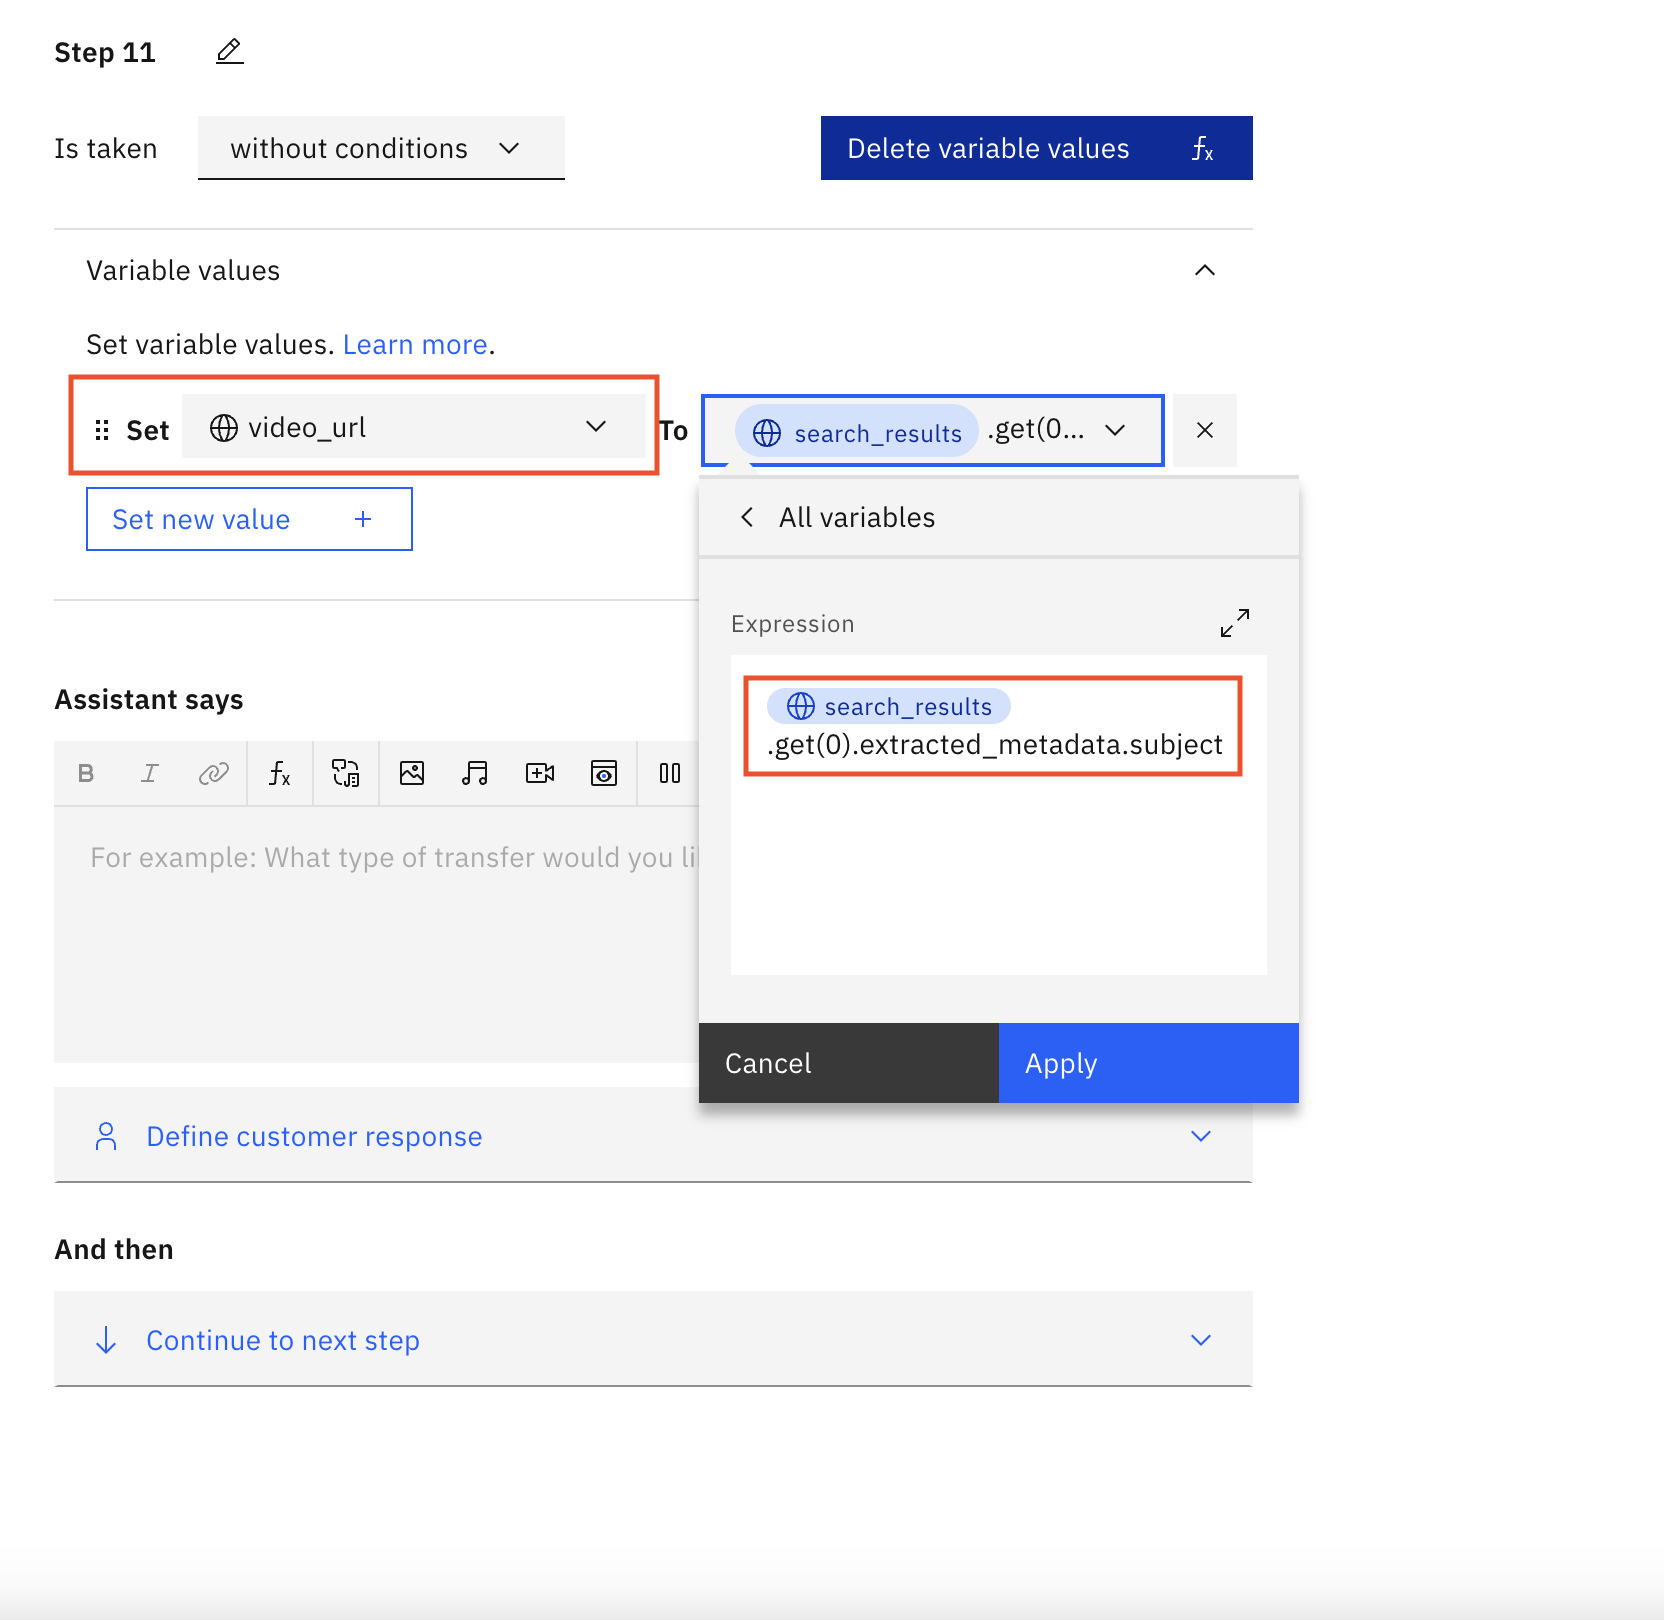 Step 11
Is taken without conditions Delete variable values fx
Variable values
Set variable values. Learn more.
Set video_url To search_results .get(0...
Set new value +
All variables
Expression
search_results
.get(0).extracted_metadata.subject
Assistant says
B I fx
For example: What type of transfer would you li
Cancel Apply
Define customer response
And then
Continue to next step